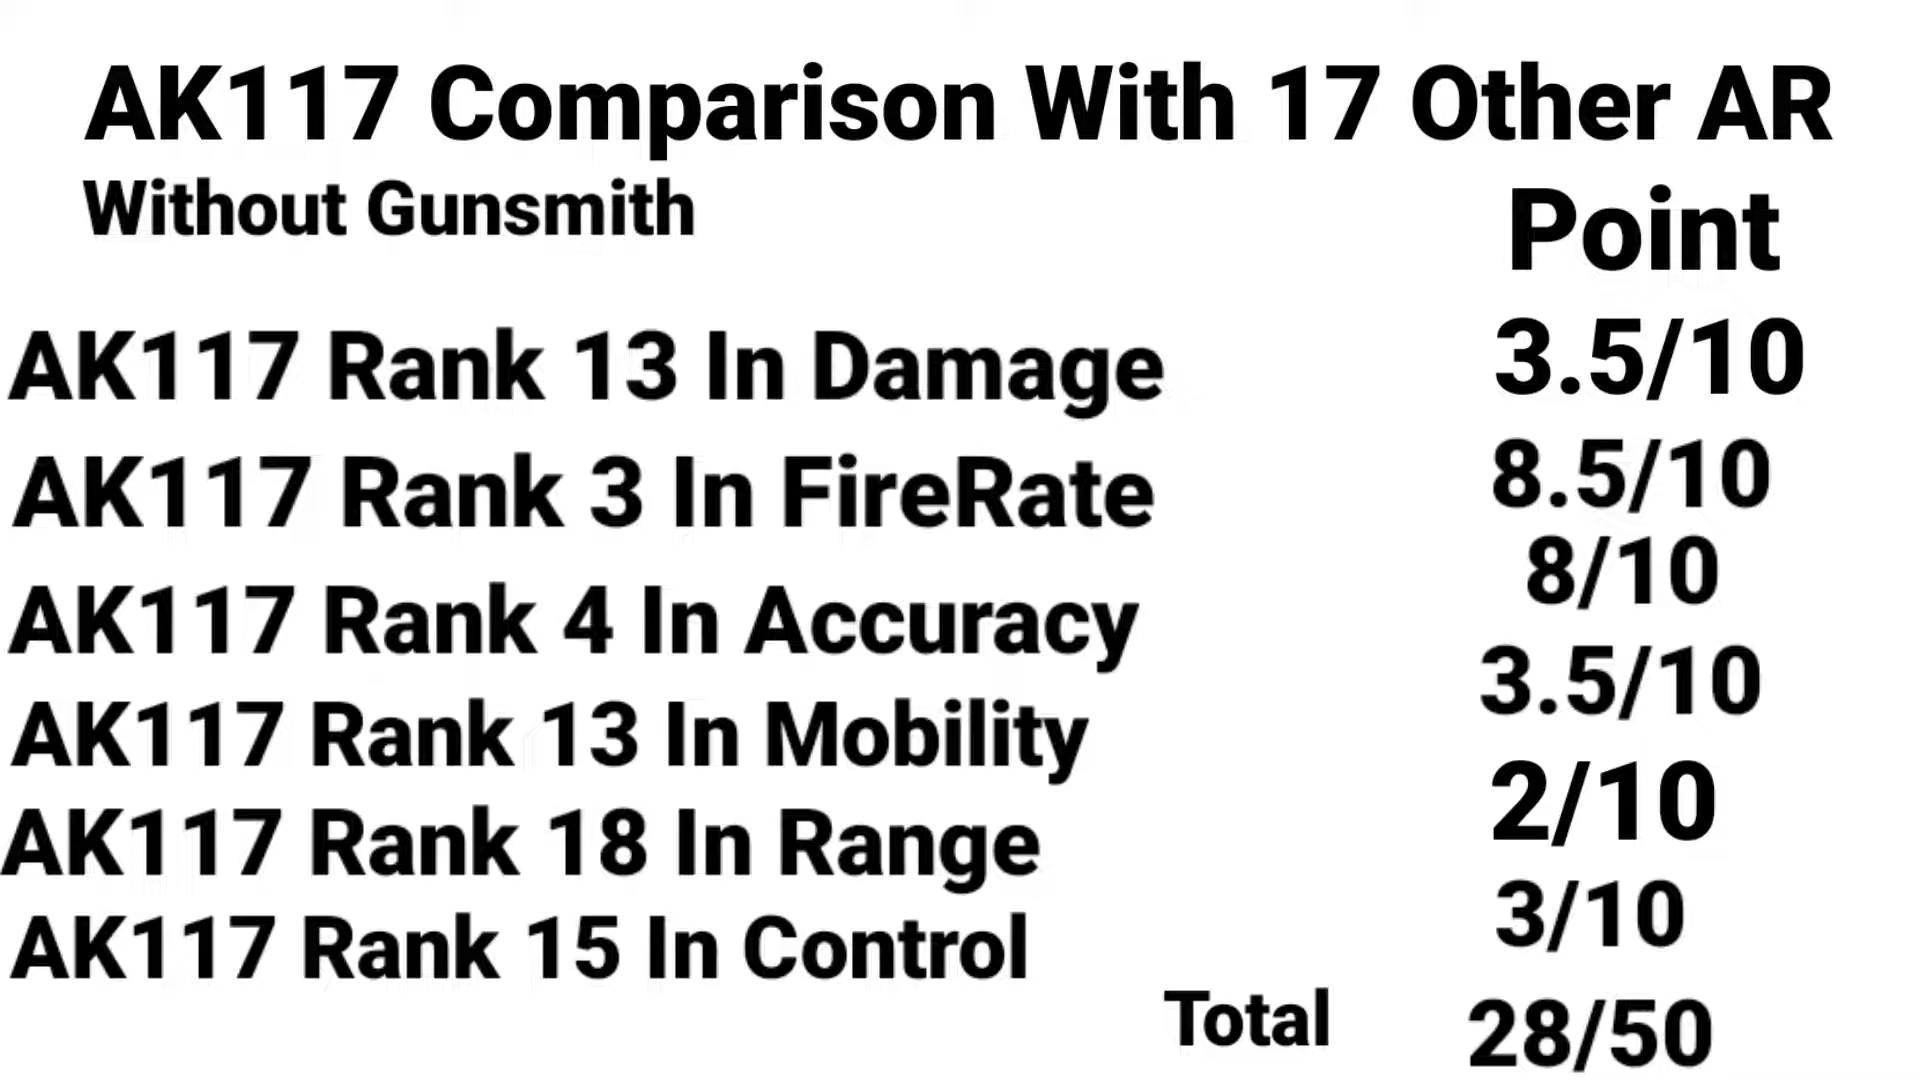 AK117 Comparison With 17 Other AR
Without Gunsmith
Point
AK117 Rank 13 In Damage 3.5/10
AK117 Rank 3 In FireRate 8.5/10
AK117 Rank 4 In Accuracy 8/10
AK117 Rank 13 In Mobility 3.5/10
AK117 Rank 18 In Range 2/10
AK117 Rank 15 In Control 3/10
Total 28/50